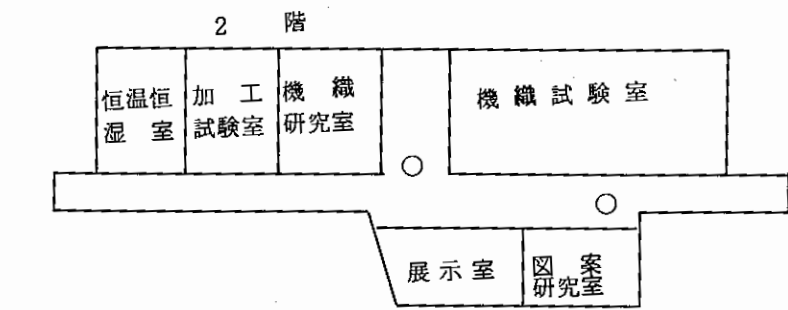 2 階
恒温恒
湿 室
加 工
試験室
機 織
研究室
機 織 試 験 室
展 示 室
図 案
研究室